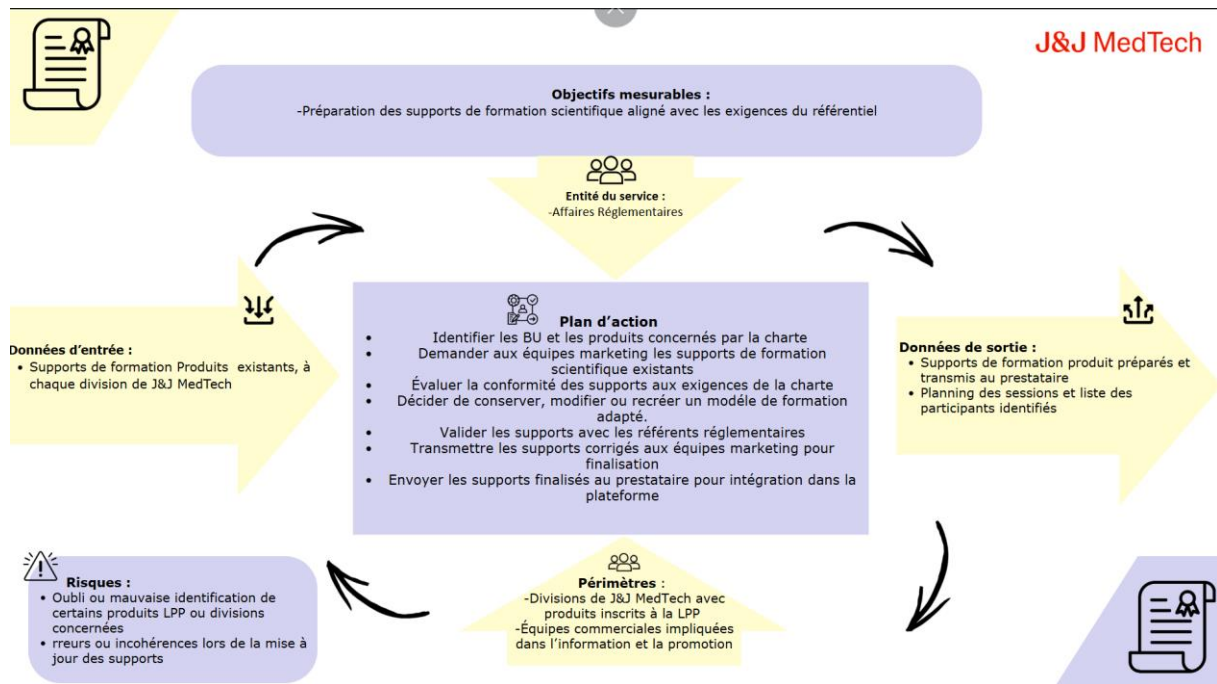 J&J MedTech
Objectifs mesurables :
-Préparation des supports de formation scientifique aligné avec les exigences du référentiel
Entité du service :
-Affaires Réglementaires
Données d'entrée :
• Supports de formation Produits existants, à
chaque division de J&J MedTech
Plan d'action
• Identifier les BU et les produits concernés par la charte
• Demander aux équipes marketing les supports de formation
scientifique existants
• Évaluer la conformité des supports aux exigences de la charte
• Décider de conserver, modifier ou recréer un modéle de formation
adapté.
• Valider les supports avec les référents réglementaires
• Transmettre les supports corrigés aux équipes marketing pour
finalisation
• Envoyer les supports finalisés au prestataire pour intégration dans la
plateforme
Données de sortie :
• Supports de formation produit préparés et
transmis au prestataire
• Planning des sessions et liste des
participants identifiés
Risques :
• Oubli ou mauvaise identification de
certains produits LPP ou divisions
concernées
• rreurs ou incohérences lors de la mise à
jour des supports
Périmètres :
-Divisions de J&J MedTech avec
produits inscrits à la LPP
-Équipes commerciales impliquées
dans l'information et la promotion